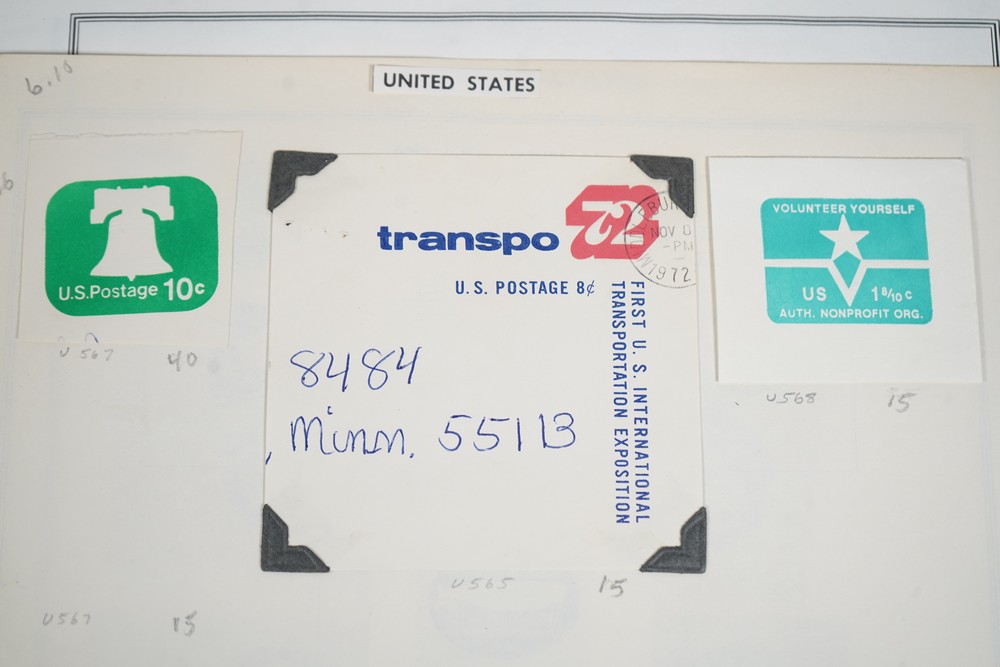 6.10
UNITED STATES
U.S. Postage 10c
U 567 40
transpo 72
NOV 8
- PM
1972
U.S. POSTAGE 8¢
FIRST U. S. INTERNATIONAL
TRANSPORTATION EXPOSITION
8484
, Minn. 55113
U565 15
VOLUNTEER YOURSELF
US 1 8/10 c
AUTH. NONPROFIT ORG.
U568 15
U567 15